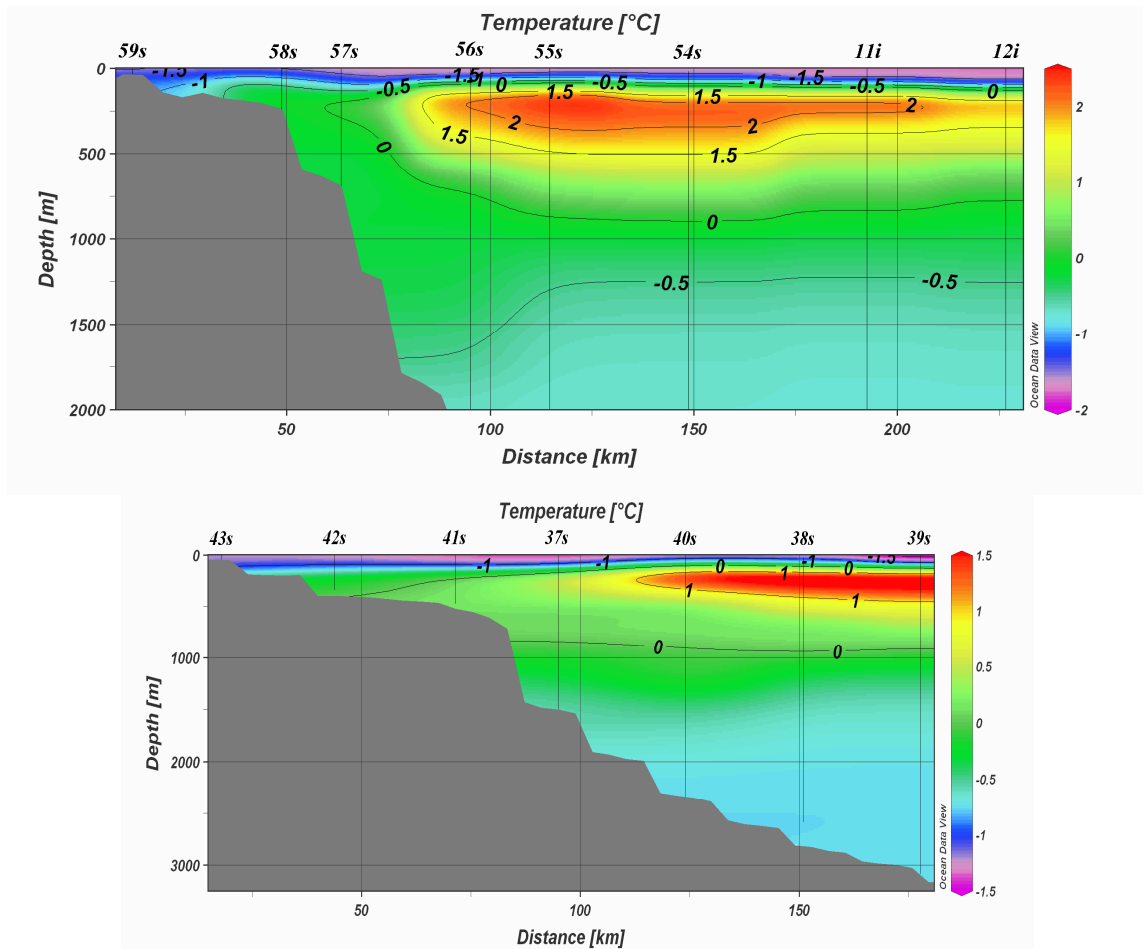 Temperature [°C]
59s 58s 57s 56s 55s 54s 11i 12i
0 -1.5 -1 -0.5 -1.5 -1 0 1.5 -0.5 1.5 -1 -1.5 -0.5 0
2 2 2 2
1.5 0 1.5 1
500
0 0
1000
-0.5 -0.5
1500 -1
2000 -2
50 100 150 200
Depth [m]
Distance [km]
Ocean Data View
Temperature [°C]
43s 42s 41s 37s 40s 38s 39s
0 -1 -1 0 1 -1 0 -1.5 1.5
1 1 1
1000 0 0 0.5
0
2000 -0.5
-1
3000 -1.5
50 100 150
Depth [m]
Distance [km]
Ocean Data View